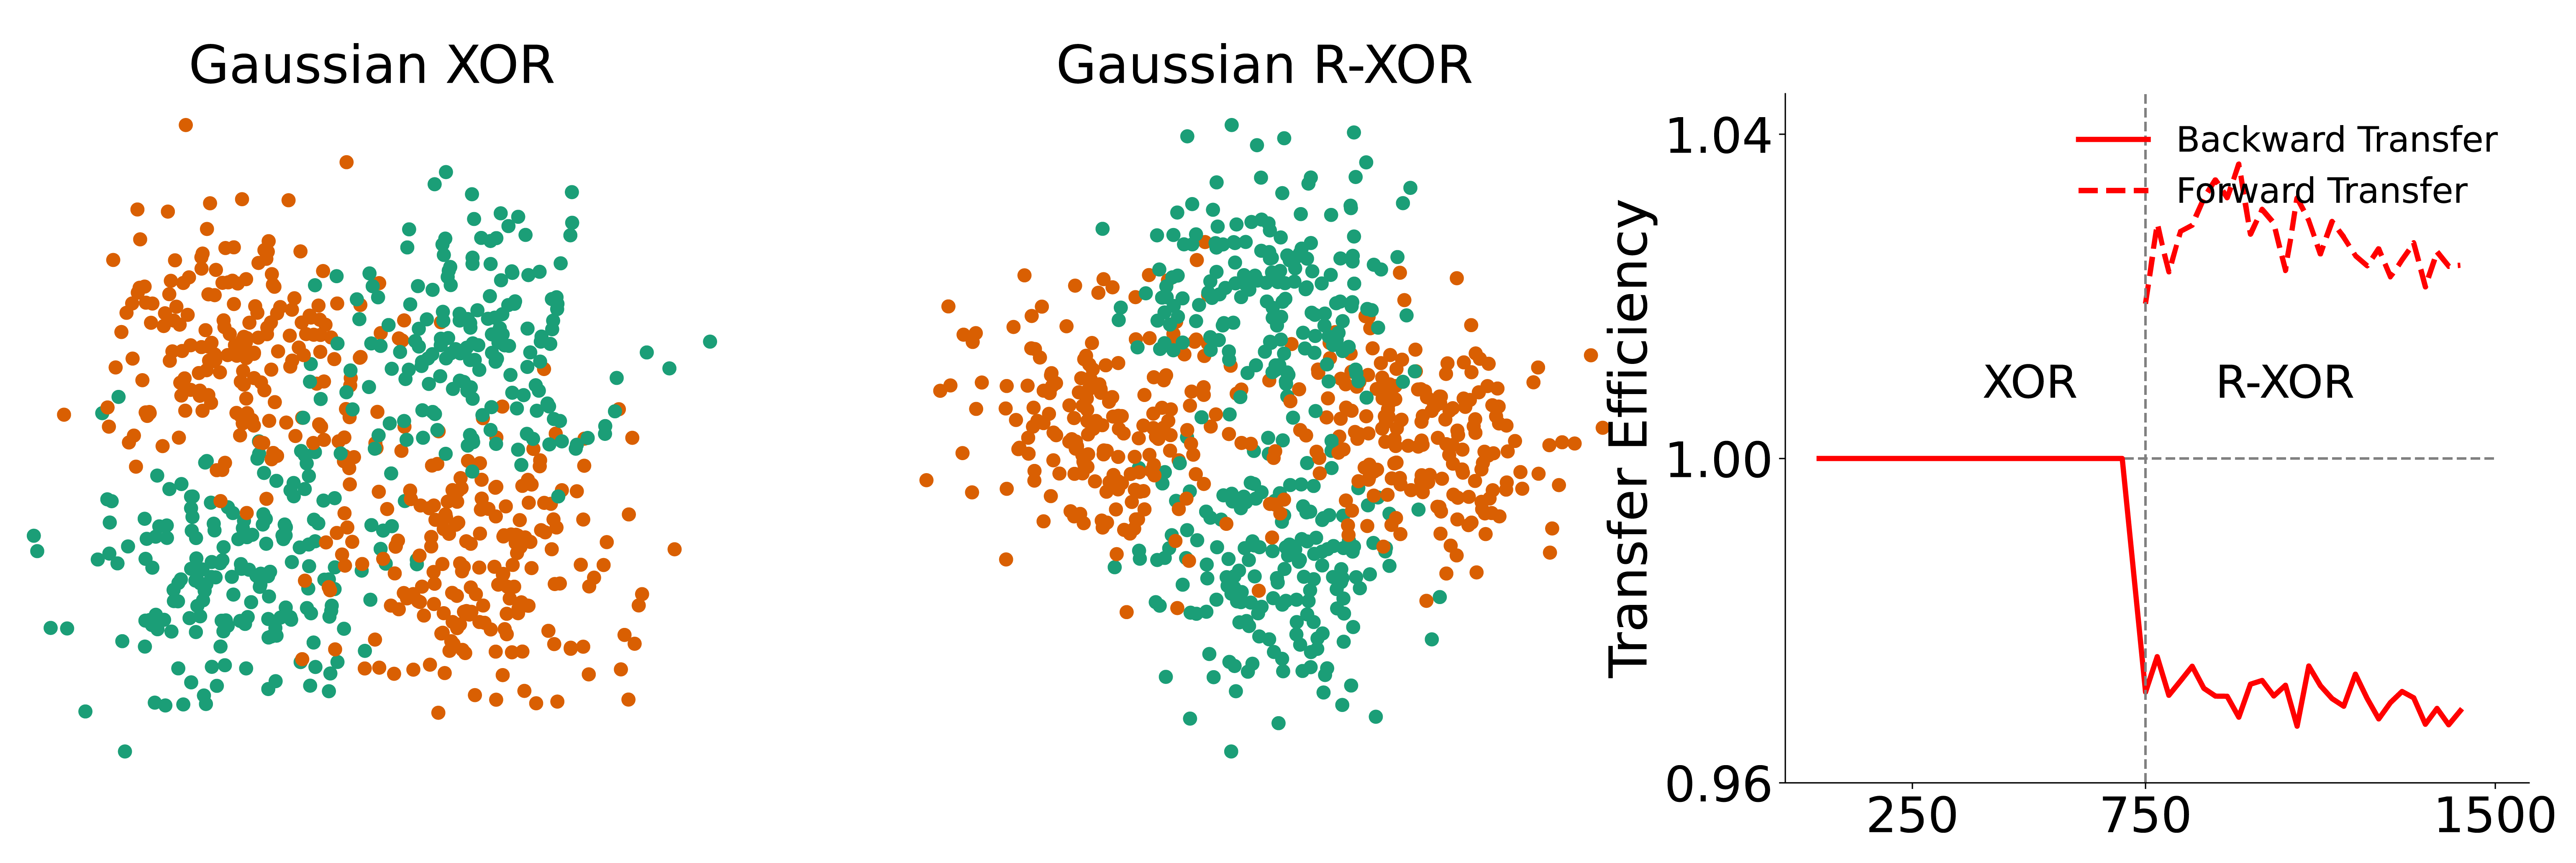 Gaussian XOR
Gaussian R-XOR
Transfer Efficiency
1.04
1.00
0.96
Backward Transfer
Forward Transfer
XOR
R-XOR
250
750
1500